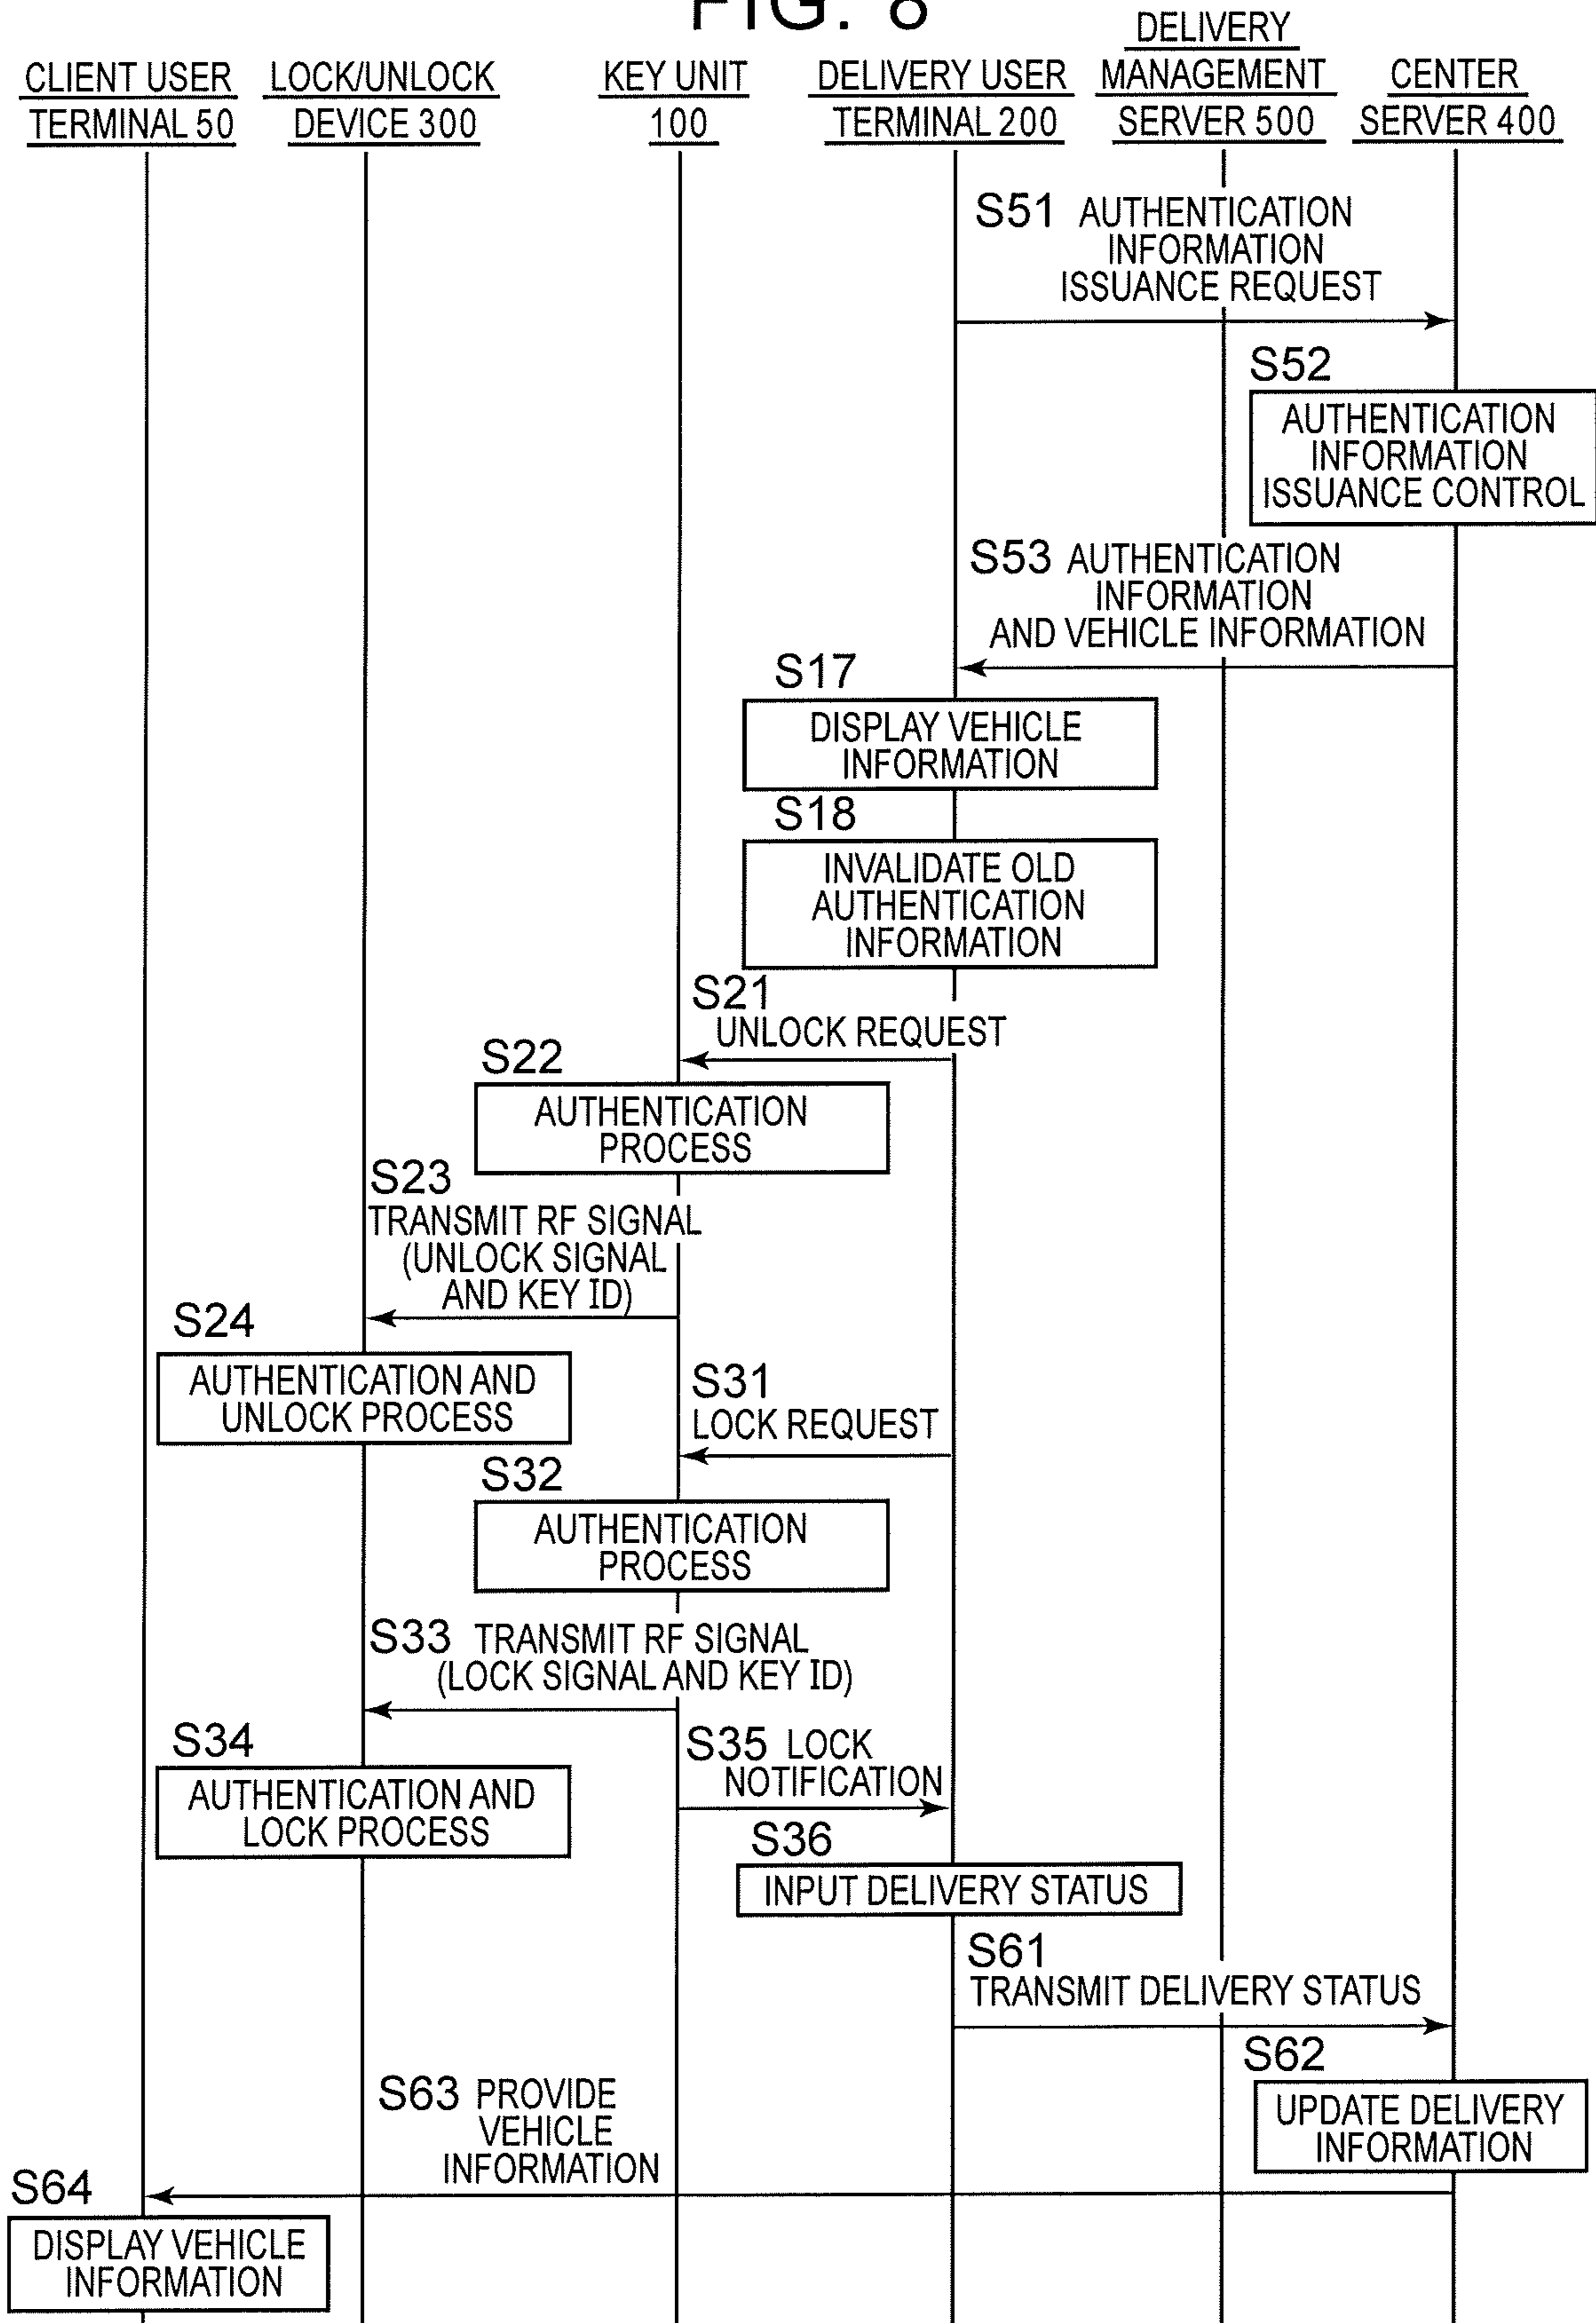 FIG. 8
CLIENT USER
TERMINAL 50
LOCK/UNLOCK
DEVICE 300
KEY UNIT
100
DELIVERY USER
TERMINAL 200
DELIVERY
MANAGEMENT
SERVER 500
CENTER
SERVER 400
S51 AUTHENTICATION
INFORMATION
ISSUANCE REQUEST
S52
AUTHENTICATION
INFORMATION
ISSUANCE CONTROL
S53 AUTHENTICATION
INFORMATION
AND VEHICLE INFORMATION
S17
DISPLAY VEHICLE
INFORMATION
S18
INVALIDATE OLD
AUTHENTICATION
INFORMATION
S21
UNLOCK REQUEST
S22
AUTHENTICATION
PROCESS
S23
TRANSMIT RF SIGNAL
(UNLOCK SIGNAL
AND KEY ID)
S24
AUTHENTICATION AND
UNLOCK PROCESS
S31
LOCK REQUEST
S32
AUTHENTICATION
PROCESS
S33 TRANSMIT RF SIGNAL
(LOCK SIGNAL AND KEY ID)
S34
AUTHENTICATION AND
LOCK PROCESS
S35 LOCK
NOTIFICATION
S36
INPUT DELIVERY STATUS
S61
TRANSMIT DELIVERY STATUS
S62
UPDATE DELIVERY
INFORMATION
S63 PROVIDE
VEHICLE
INFORMATION
S64
DISPLAY VEHICLE
INFORMATION